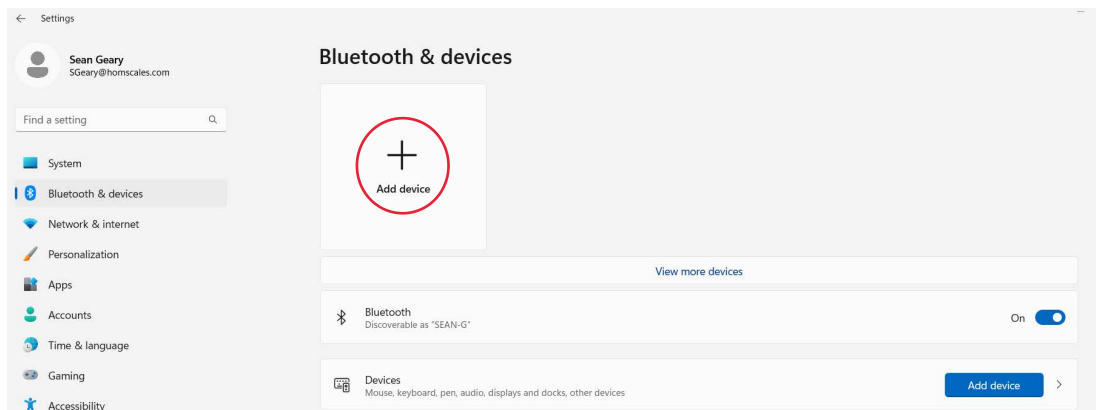 Settings
Sean Geary
SGeary@homscales.com
Find a setting
System
Bluetooth & devices
Network & internet
Personalization
Apps
Accounts
Time & language
Gaming
Accessibility
Bluetooth & devices
Add device
View more devices
Bluetooth
Discoverable as "SEAN-G"
On
Devices
Mouse, keyboard, pen, audio, displays and docks, other devices
Add device